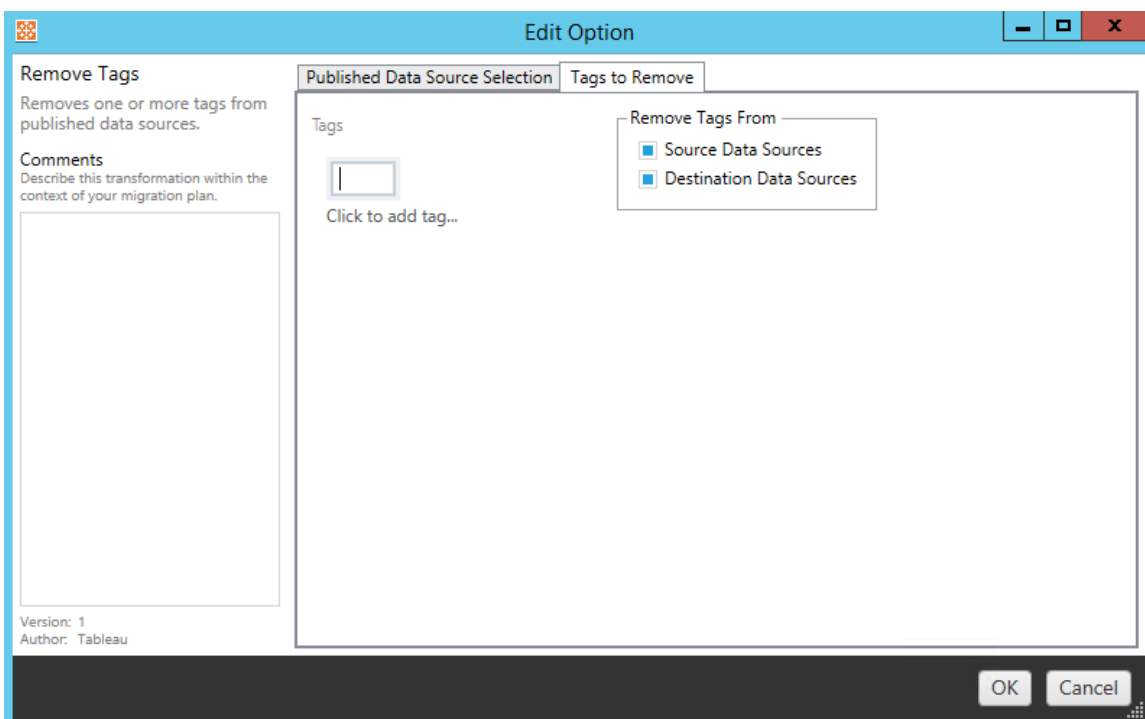 Edit Option
X
Remove Tags
Removes one or more tags from
published data sources.
Comments
Describe this transformation within the
context of your migration plan.
Version: 1
Author: Tableau
Published Data Source Selection
Tags to Remove
Tags
Click to add tag...
Remove Tags From
Source Data Sources
Destination Data Sources
OK
Cancel